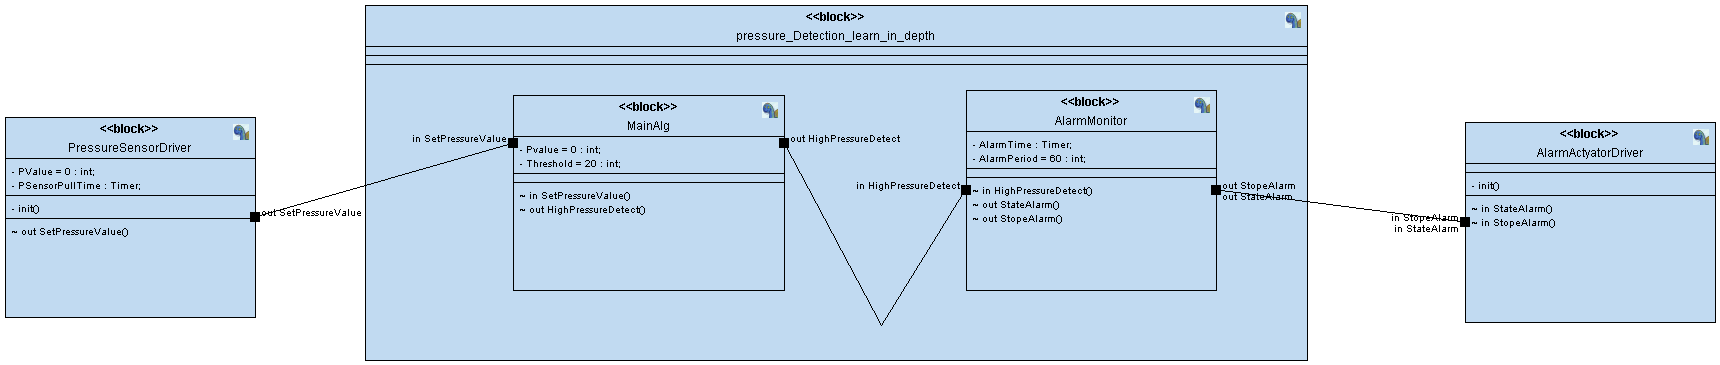 <<block>>
pressure_Detection_learn_in_depth
<<block>>
PressureSensorDriver
- PValue = 0 : int;
- PSensorPullTime : Timer;
- init()
~ out SetPressureValue()
out SetPressureValue
in SetPressureValue
<<block>>
MainAlg
- Pvalue = 0 : int;
- Threshold = 20 : int;
~ in SetPressureValue()
~ out HighPressureDetect()
out HighPressureDetect
in HighPressureDetect
<<block>>
AlarmMonitor
- AlarmTime : Timer;
- AlarmPeriod = 60 : int;
~ in HighPressureDetect()
~ out StateAlarm()
~ out StopeAlarm()
out StopeAlarm
out StateAlarm
in StopeAlarm
in StateAlarm
<<block>>
AlarmActyatorDriver
- init()
~ in StateAlarm()
~ in StopeAlarm()